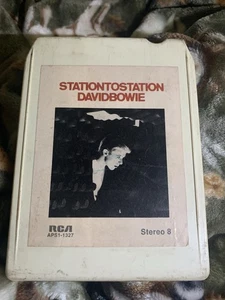 STATIONTOSTATION
DAVIDBOWIE
RCA
APS1-1327
Stereo 8